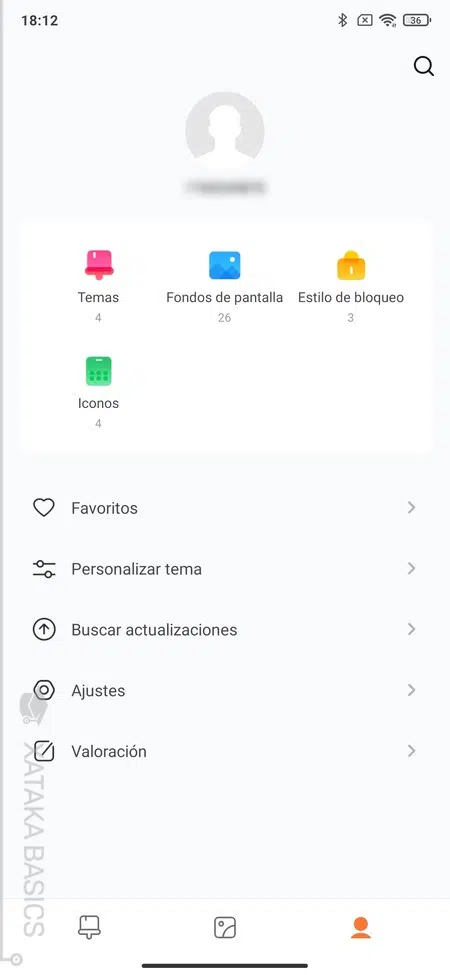 18:12
36
Temas
4
Fondos de pantalla
26
Estilo de bloqueo
3
Iconos
4
Favoritos
Personalizar tema
Buscar actualizaciones
Ajustes
Valoración
XATAKA BASICS